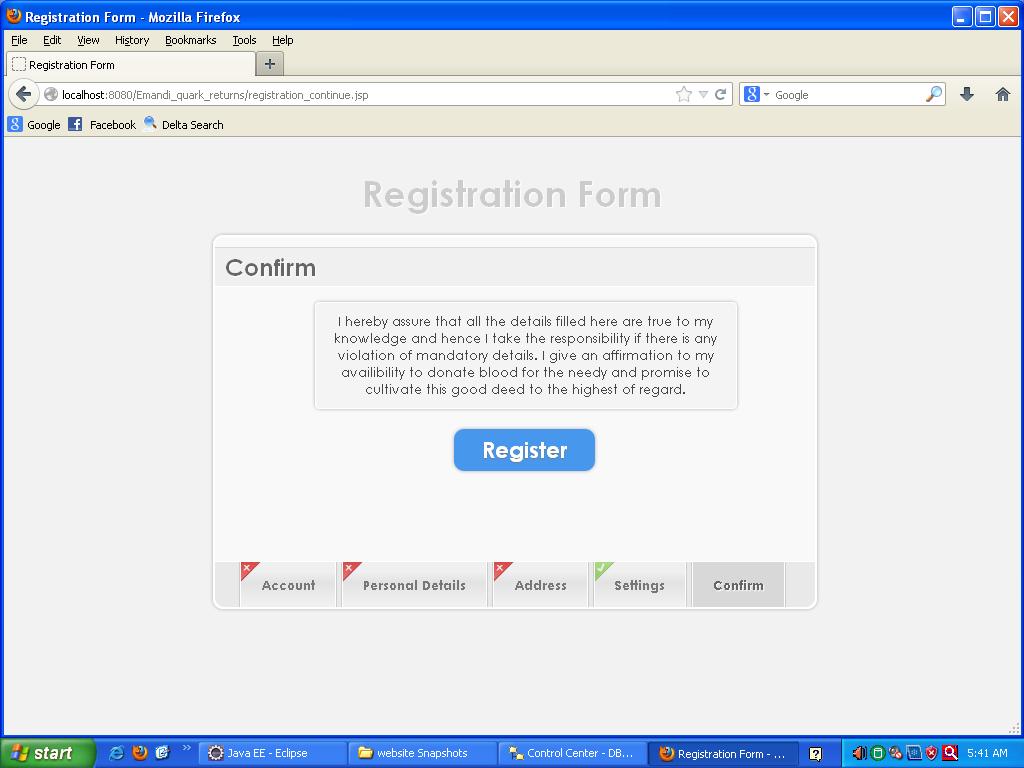 Registration Form - Mozilla Firefox
File Edit View History Bookmarks Tools Help
Registration Form
localhost:8080/Emandi_quark_returns/registration_continue.jsp
Google
Google Facebook Delta Search
Registration Form
Confirm
I hereby assure that all the details filled here are true to my
knowledge and hence I take the responsibility if there is any
violation of mandatory details. I give an affirmation to my
availibility to donate blood for the needy and promise to
cultivate this good deed to the highest of regard.
Register
Account Personal Details Address Settings Confirm
start Java EE - Eclipse website Snapshots Control Center - DB... Registration Form - ... 5:41 AM